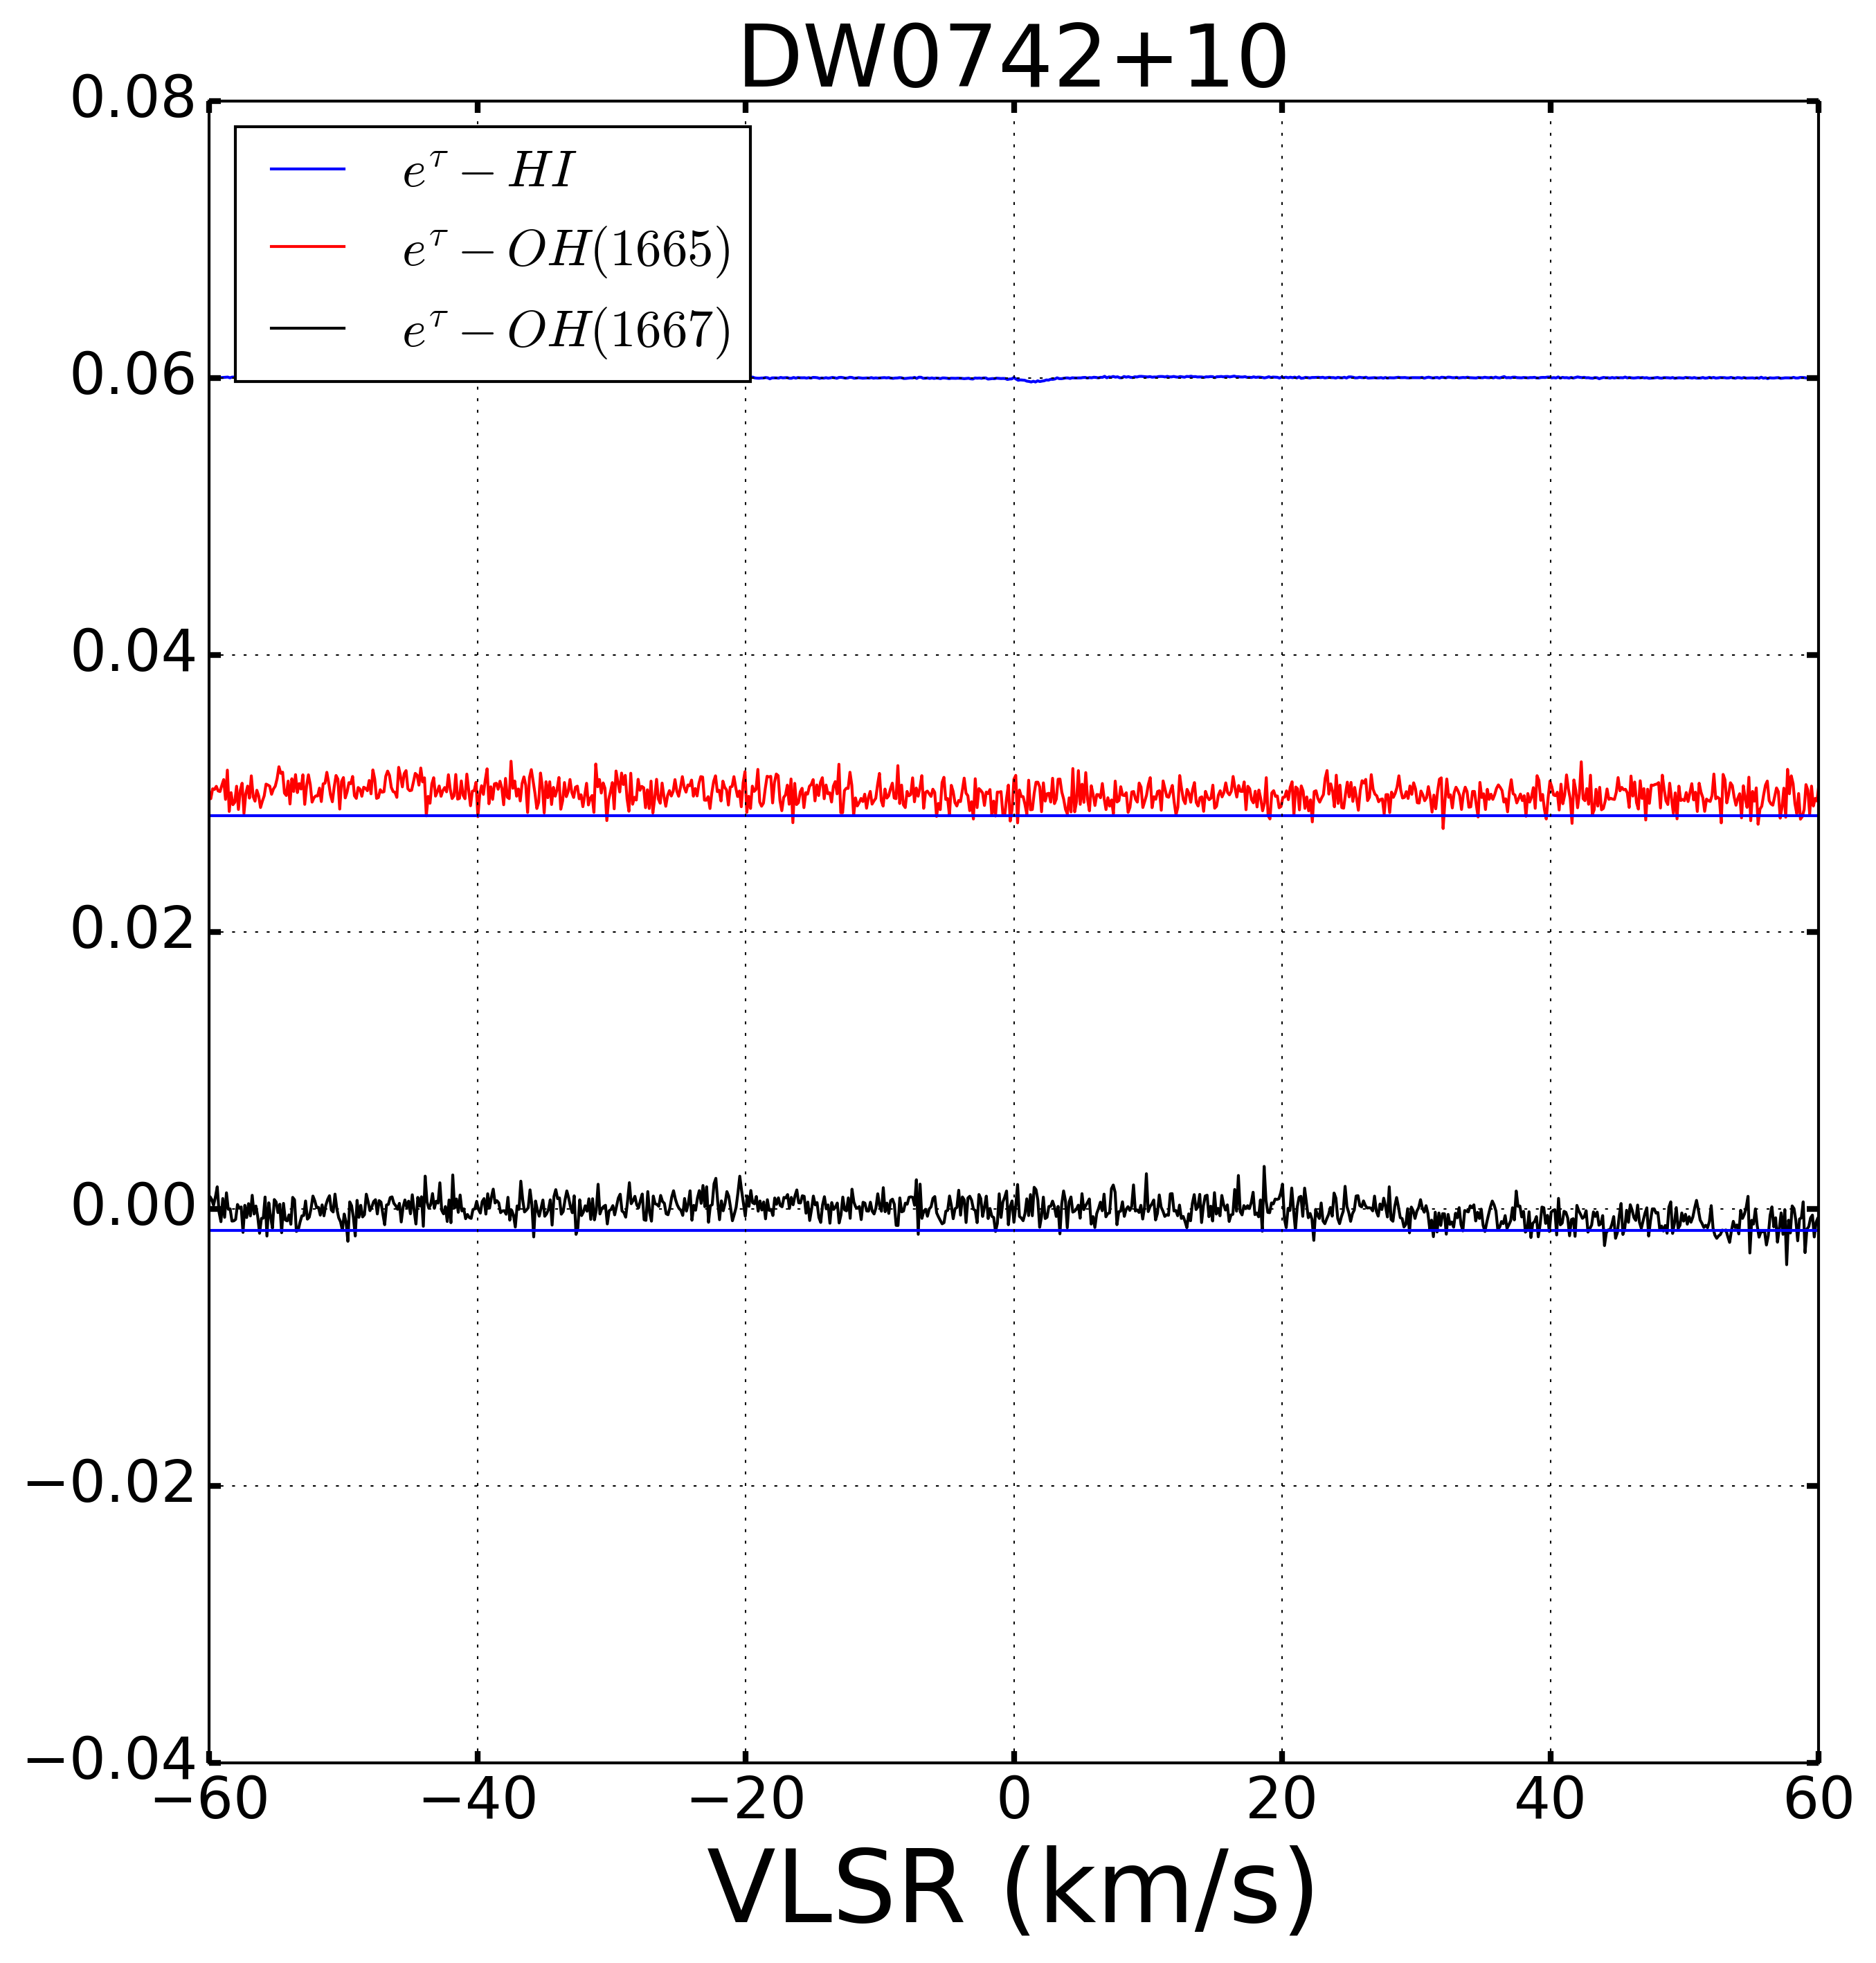 DW0742+10
0.08
e^τ − HI
e^τ − OH(1665)
e^τ − OH(1667)
0.06
0.04
0.02
0.00
−0.02
−0.04
−60 −40 −20 0 20 40 60
VLSR (km/s)